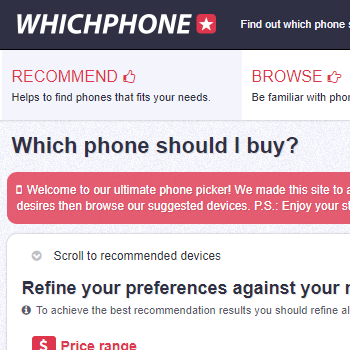 WHICHPHONE
Find out which phone
RECOMMEND
BROWSE
Helps to find phones that fits your needs.
Be familiar with
Which phone should I buy?
Welcome to our ultimate phone picker! We made this site to
desires then browse our suggested devices. P.S.: Enjoy your
Scroll to recommended devices
Refine your preferences against your
To achieve the best recommendation results you should refine
$ Price range